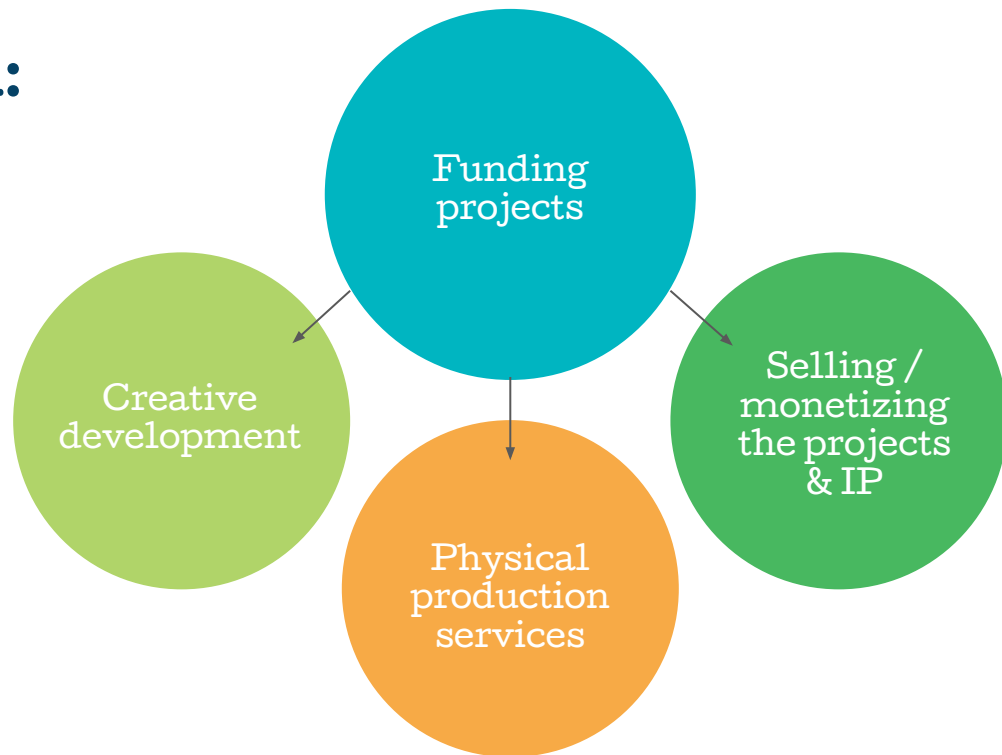 Funding
projects
Creative
development
Selling /
monetizing
the projects
& IP
Physical
production
services